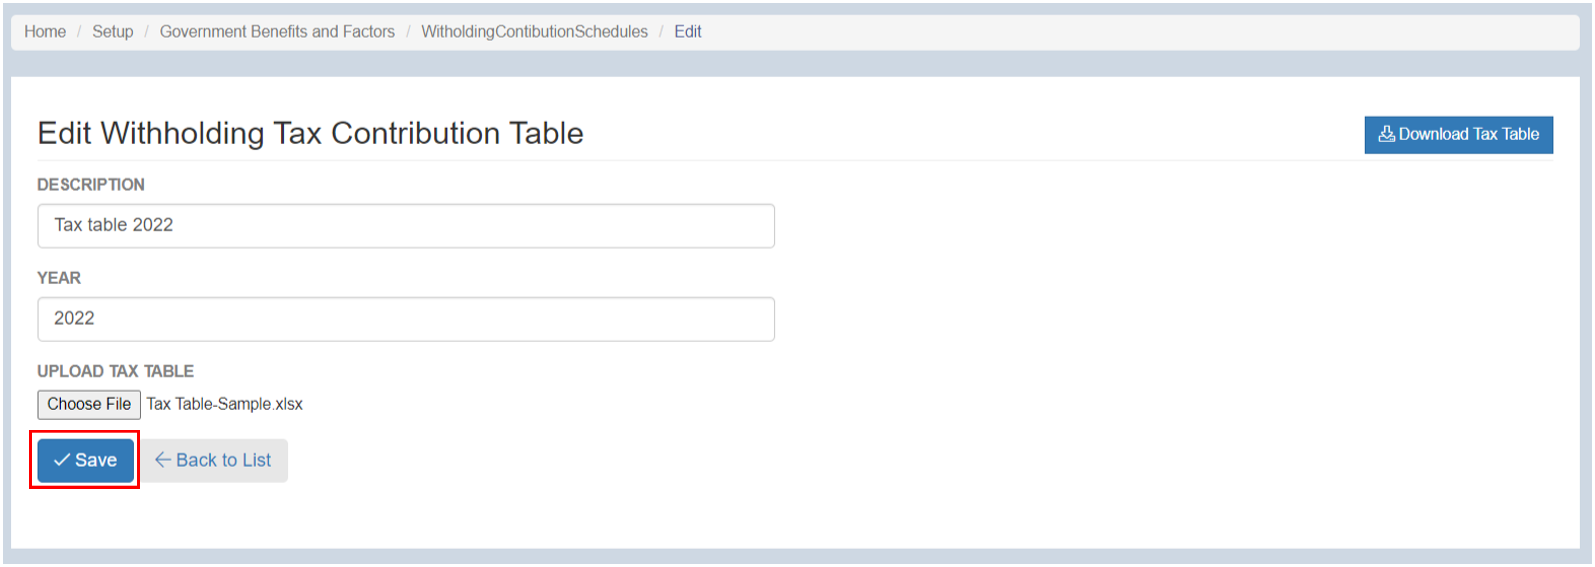 Home / Setup / Government Benefits and Factors / WitholdingContibutionSchedules / Edit
Edit Withholding Tax Contribution Table
Download Tax Table
DESCRIPTION
Tax table 2022
YEAR
2022
UPLOAD TAX TABLE
Choose File Tax Table-Sample.xlsx
Save Back to List